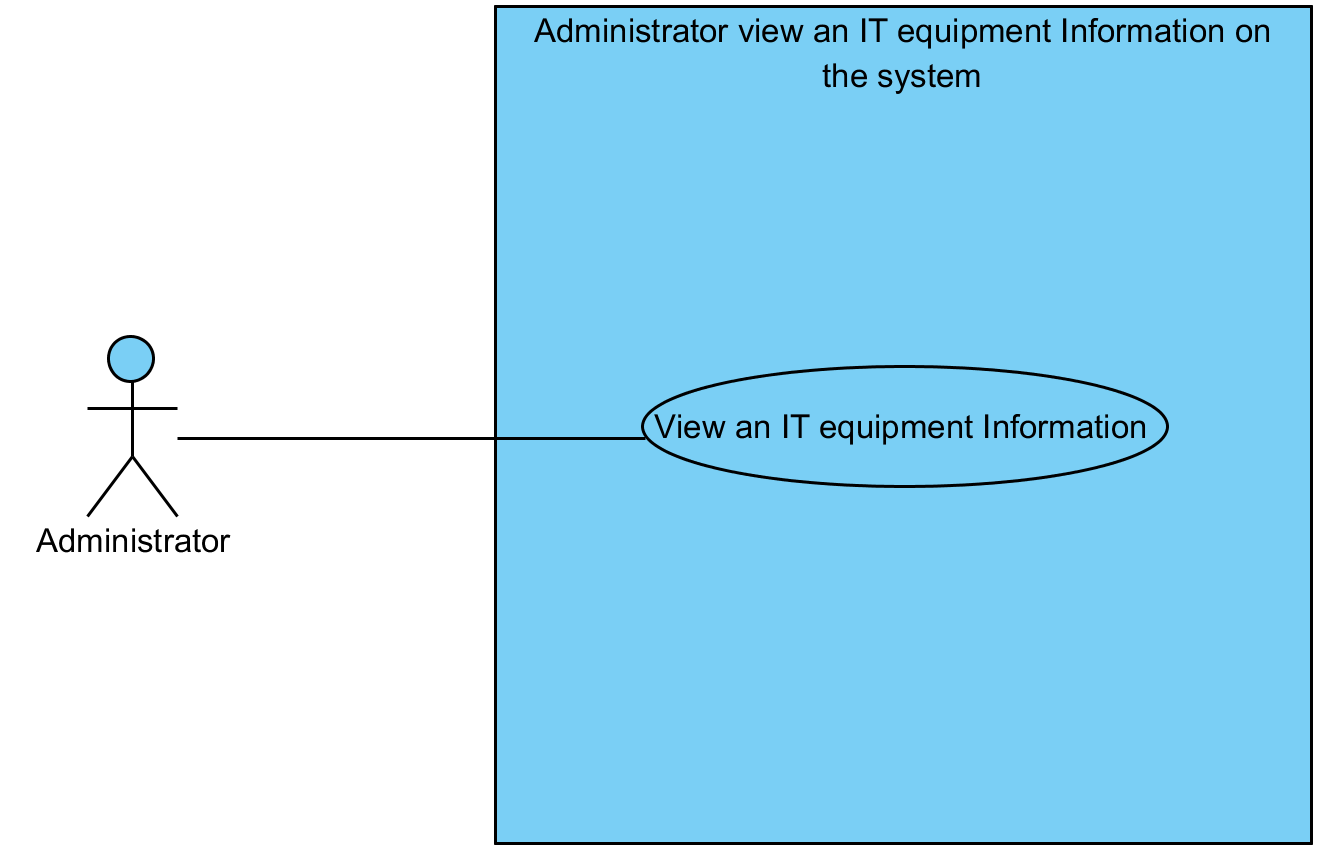 Administrator view an IT equipment Information on
the system
View an IT equipment Information
Administrator